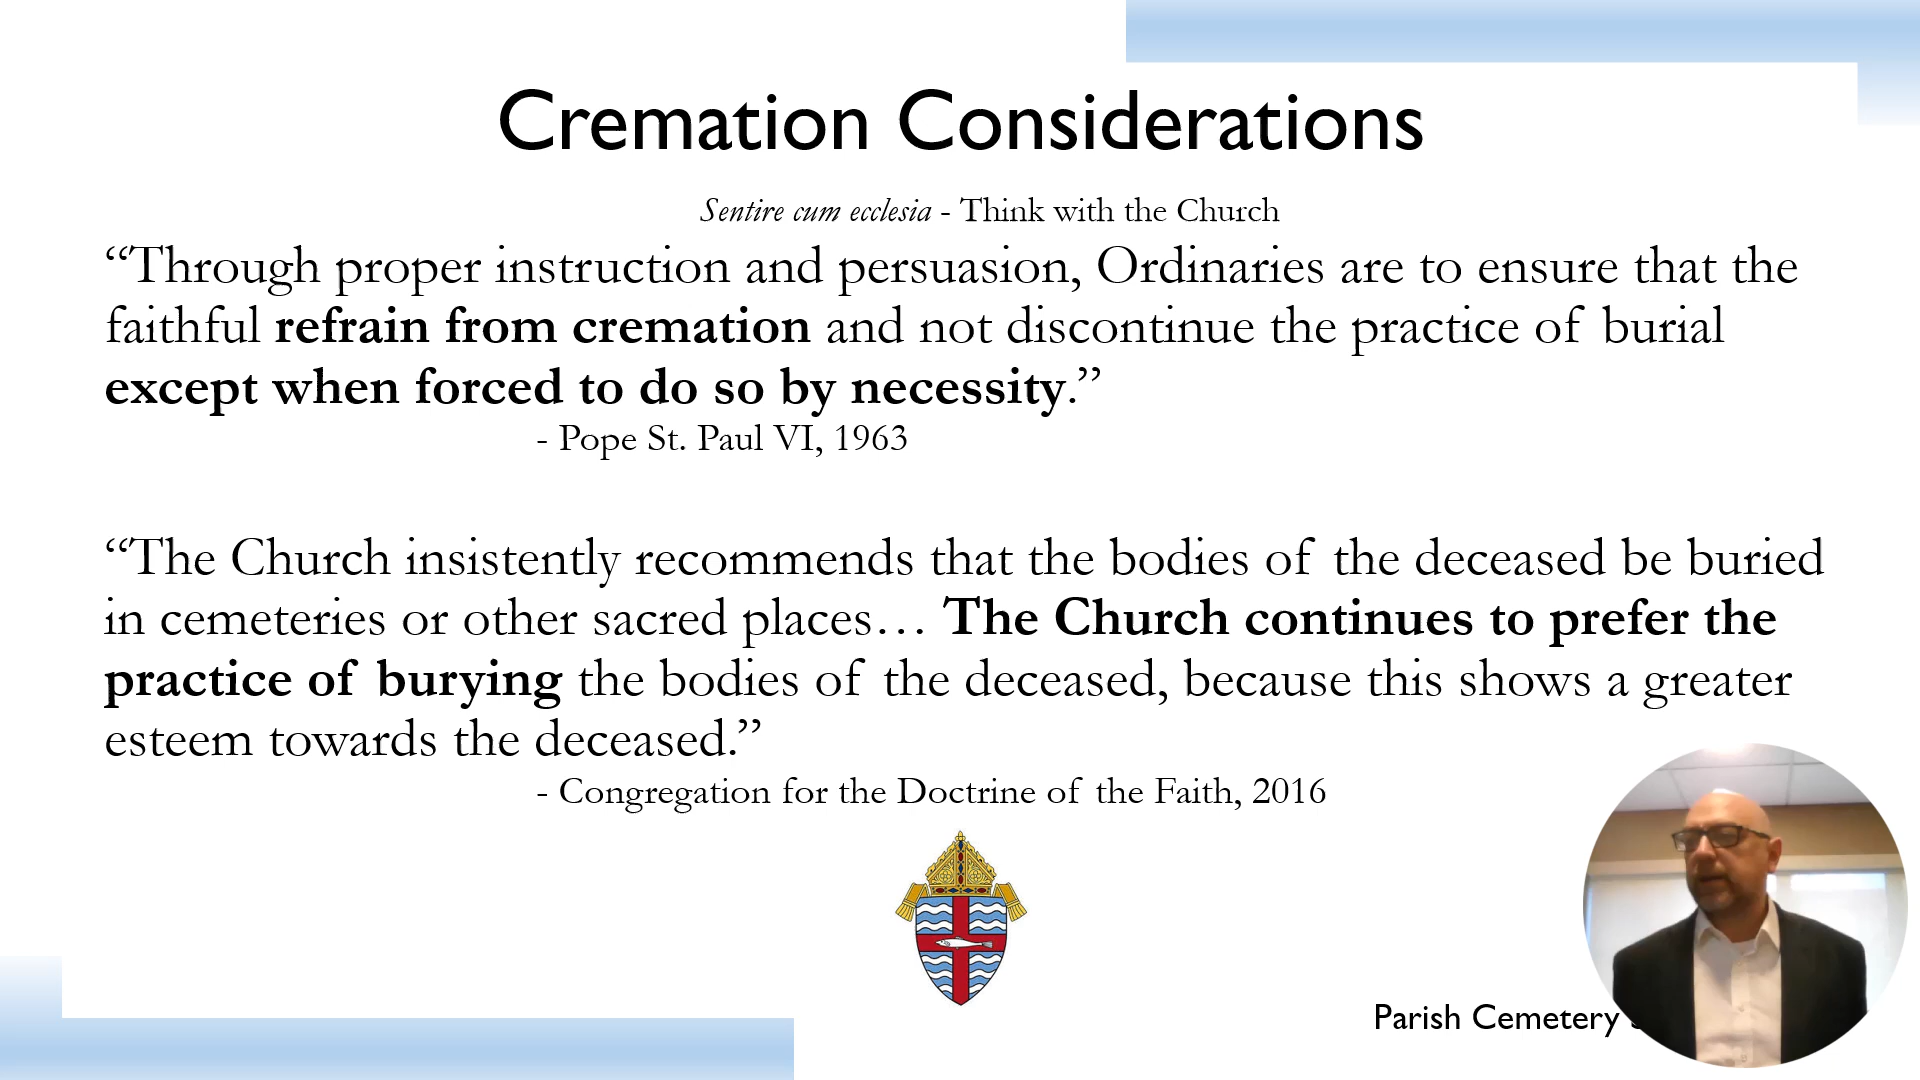 Cremation Considerations
Sentire cum ecclesia - Think with the Church
“Through proper instruction and persuasion, Ordinaries are to ensure that the
faithful refrain from cremation and not discontinue the practice of burial
except when forced to do so by necessity.”
- Pope St. Paul VI, 1963
“The Church insistently recommends that the bodies of the deceased be buried
in cemeteries or other sacred places… The Church continues to prefer the
practice of burying the bodies of the deceased, because this shows a greater
esteem towards the deceased.”
- Congregation for the Doctrine of the Faith, 2016
Parish Cemetery